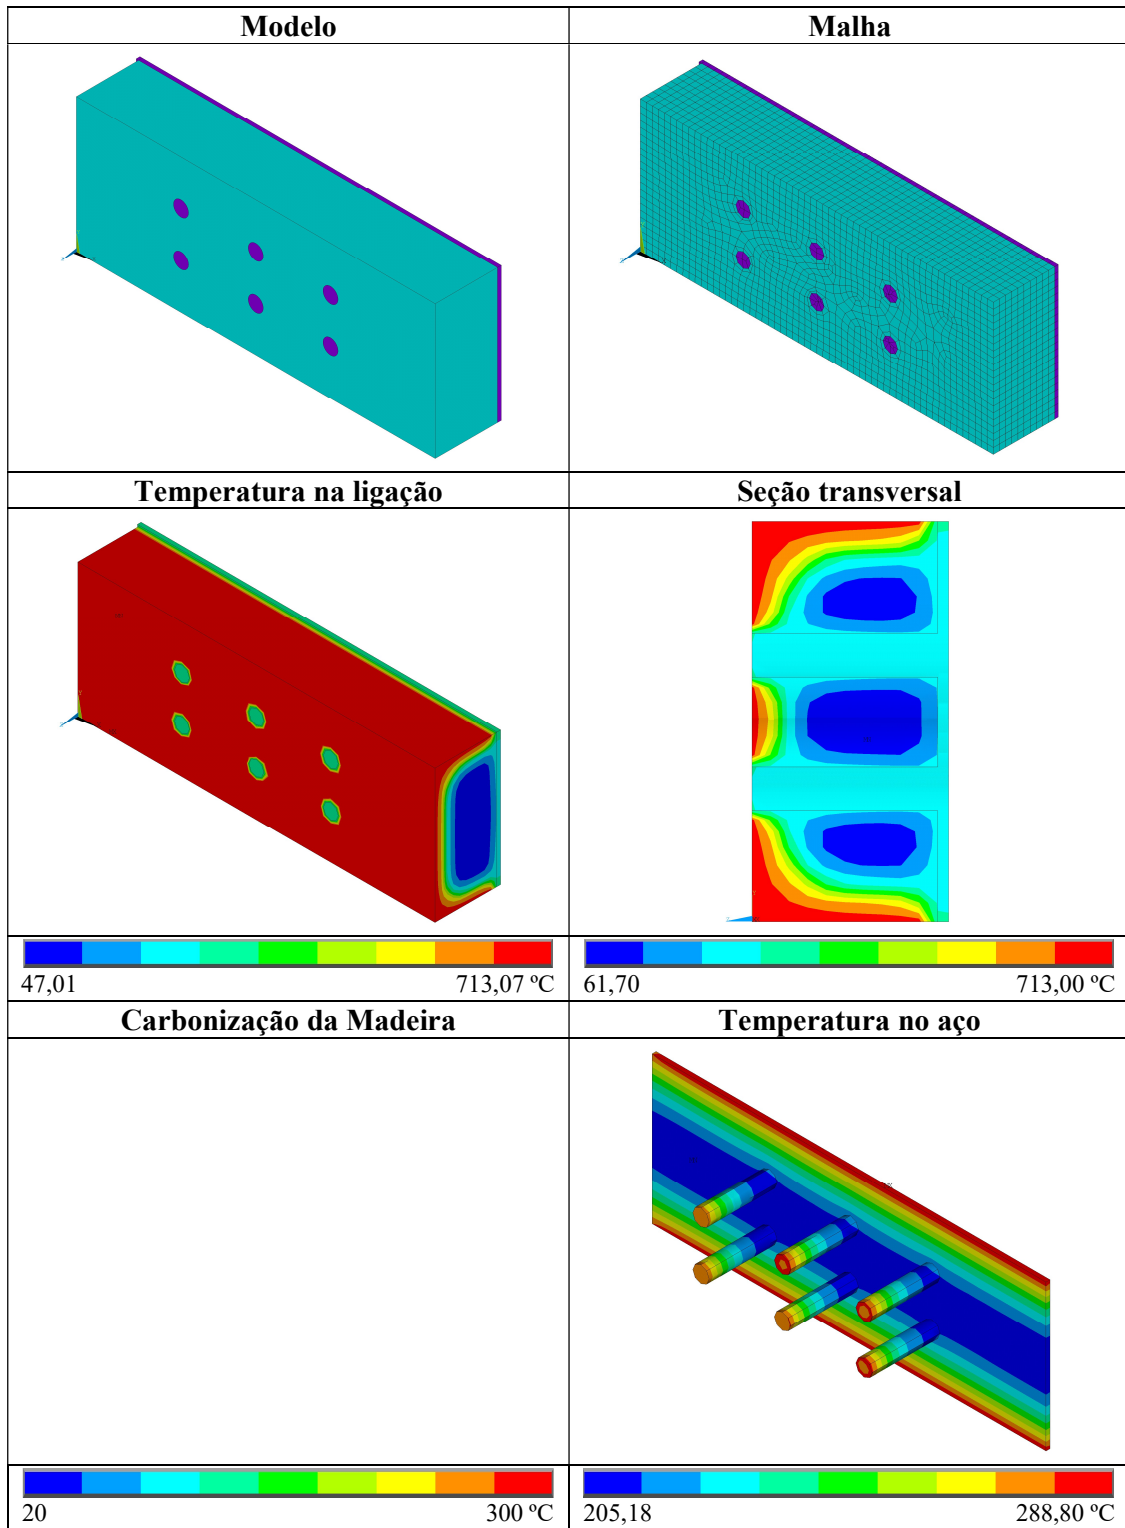 Modelo
Malha
Temperatura na ligação
Seção transversal
47,01
713,07 ºC
61,70
713,00 ºC
Carbonização da Madeira
Temperatura no aço
20
300 ºC
205,18
288,80 ºC